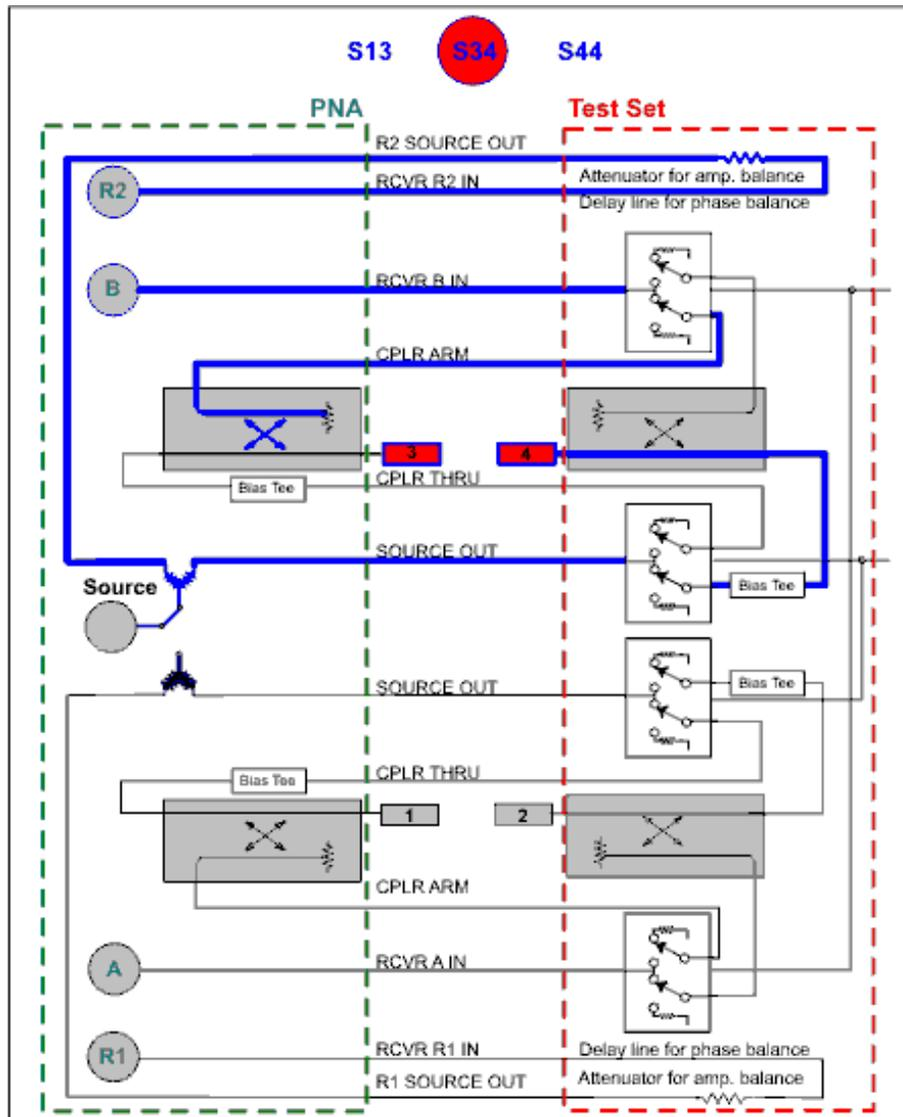 S13 S34 S44
PNA Test Set
R2 SOURCE OUT
R2 RCVR R2 IN Attenuator for amp. balance
Delay line for phase balance
B RCVR B IN
CPLR ARM
3 4
Bias Tee CPLR THRU
SOURCE OUT
Source Bias Tee
SOURCE OUT Bias Tee
Bias Tee CPLR THRU
1 2
CPLR ARM
A RCVR A IN
R1 RCVR R1 IN Delay line for phase balance
R1 SOURCE OUT Attenuator for amp. balance